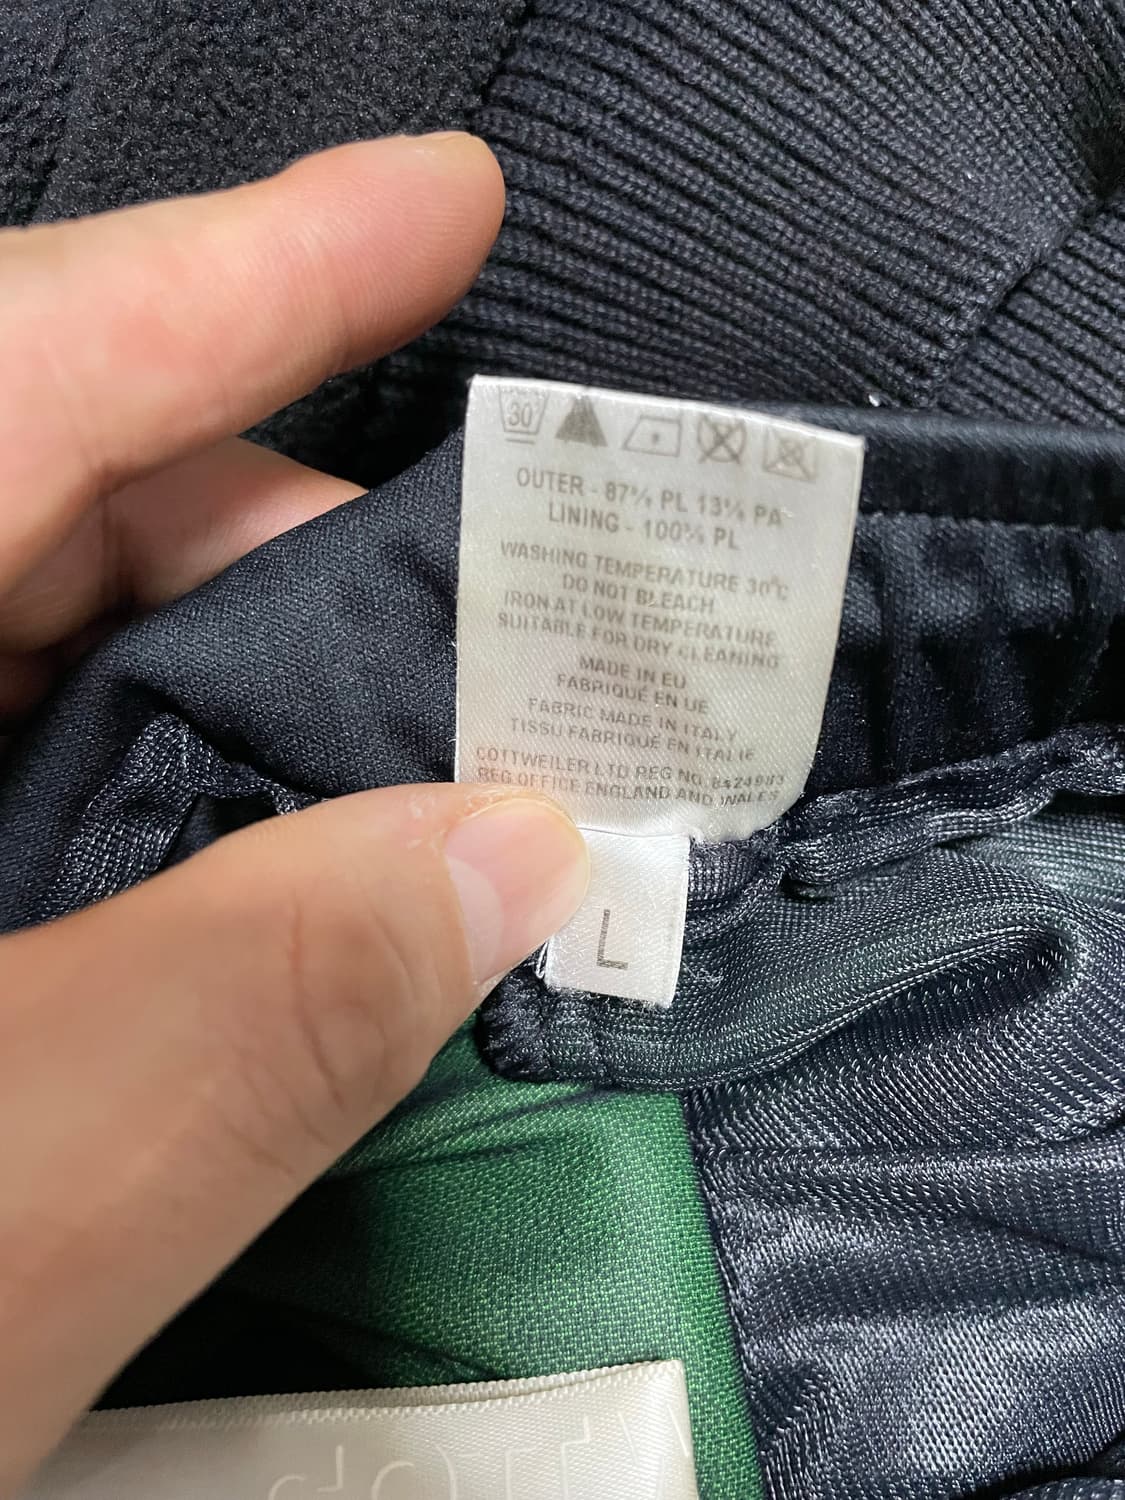 30
OUTER - 87% PL 13% PA
LINING - 100% PL
WASHING TEMPERATURE 30°C
DO NOT BLEACH
IRON AT LOW TEMPERATURE
SUITABLE FOR DRY CLEANING
MADE IN EU
FABRIQUÉ EN UE
FABRIC MADE IN ITALY
TISSU FABRIQUÉ EN ITALIE
COTTWEILER LTD REG NO. 8424983
REG OFFICE ENGLAND AND WALES
L